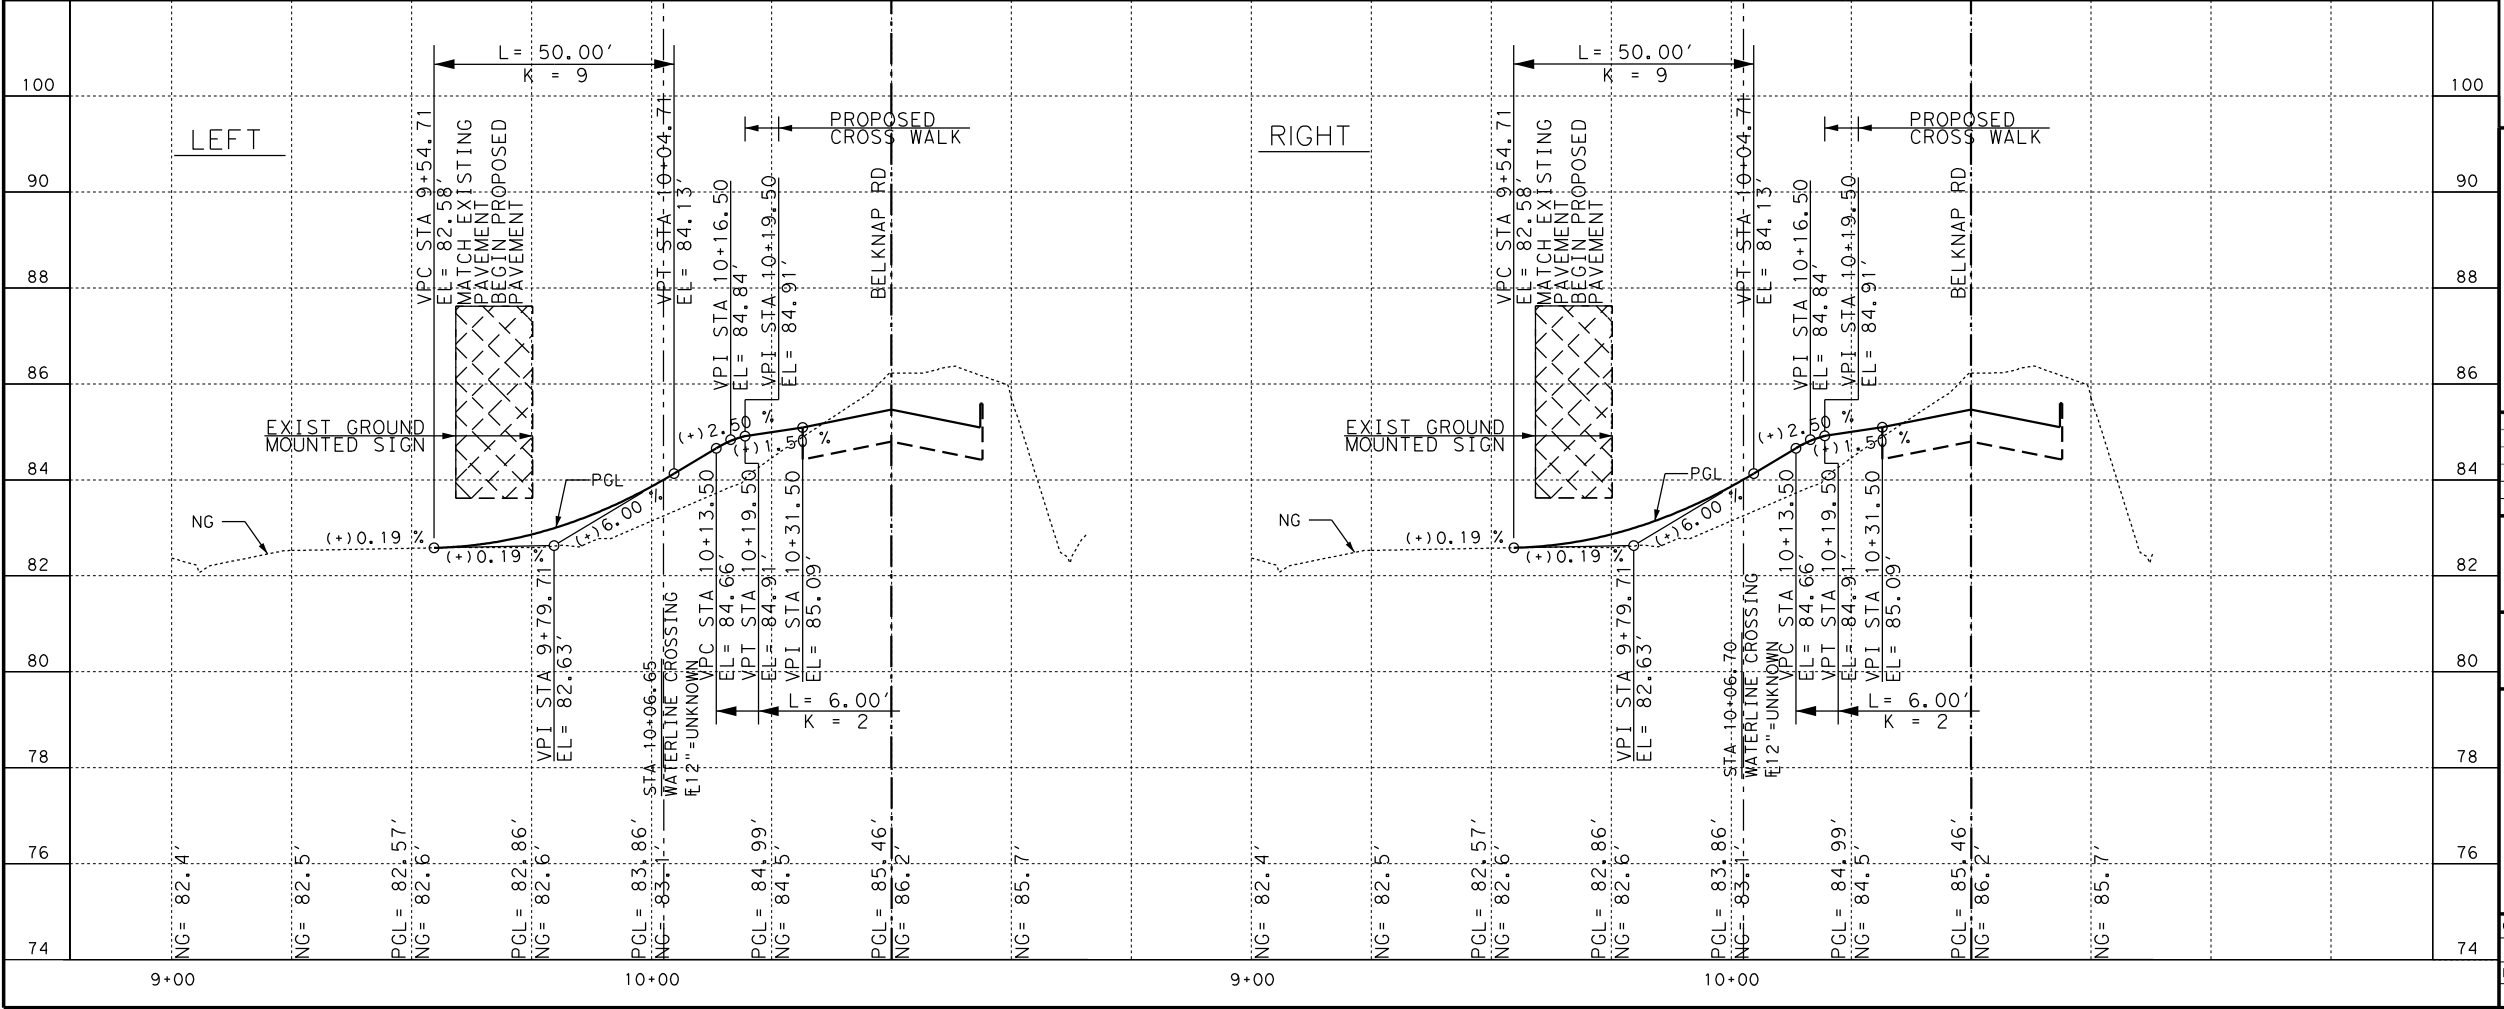 100
90
88
86
84
82
80
78
76
74
LEFT
L= 50.00'
K = 9
VPC STA 9+54.71
EL= 82.58'
MATCH EXISTING
PAVEMENT
BEGIN PROPOSED
PAVEMENT
VPT STA 10+04.71
EL= 84.13'
PROPOSED
CROSS WALK
VPI STA 10+16.50
EL= 84.84'
VPI STA 10+19.50
EL= 84.91'
BELKNAP RD
EXIST GROUND
MOUNTED SIGN
PGL
NG
(+)0.19 %
(+)0.19 %
(+)6.00 %
(+)2.50 %
(+)1.50 %
VPI STA 9+79.71
EL= 82.63'
STA 10+06.65
WATERLINE CROSSING
12"=UNKNOWN
VPC STA 10+13.50
EL= 84.66'
VPT STA 10+19.50
EL= 84.91'
VPI STA 10+31.50
EL= 85.09'
L= 6.00'
K = 2
NG= 82.4'
NG= 82.5'
PGL= 82.57'
NG= 82.6'
PGL= 82.86'
NG= 82.6'
PGL= 83.86'
NG= 83.1'
PGL= 84.99'
NG= 84.5'
PGL= 85.46'
NG= 86.2'
NG= 85.7'
9+00
10+00
RIGHT
L= 50.00'
K = 9
VPC STA 9+54.71
EL= 82.58'
MATCH EXISTING
PAVEMENT
BEGIN PROPOSED
PAVEMENT
VPT STA 10+04.71
EL= 84.13'
PROPOSED
CROSS WALK
VPI STA 10+16.50
EL= 84.84'
VPI STA 10+19.50
EL= 84.91'
BELKNAP RD
EXIST GROUND
MOUNTED SIGN
PGL
NG
(+)0.19 %
(+)0.19 %
(+)6.00 %
(+)2.50 %
(+)1.50 %
VPI STA 9+79.71
EL= 82.63'
STA 10+06.70
WATERLINE CROSSING
12"=UNKNOWN
VPC STA 10+13.50
EL= 84.66'
VPT STA 10+19.50
EL= 84.91'
VPI STA 10+31.50
EL= 85.09'
L= 6.00'
K = 2
NG= 82.4'
NG= 82.5'
PGL= 82.57'
NG= 82.6'
PGL= 82.86'
NG= 82.6'
PGL= 83.86'
NG= 83.1'
PGL= 84.99'
NG= 84.5'
PGL= 85.46'
NG= 86.2'
NG= 85.7'
9+00
10+00
100
90
88
86
84
82
80
78
76
74